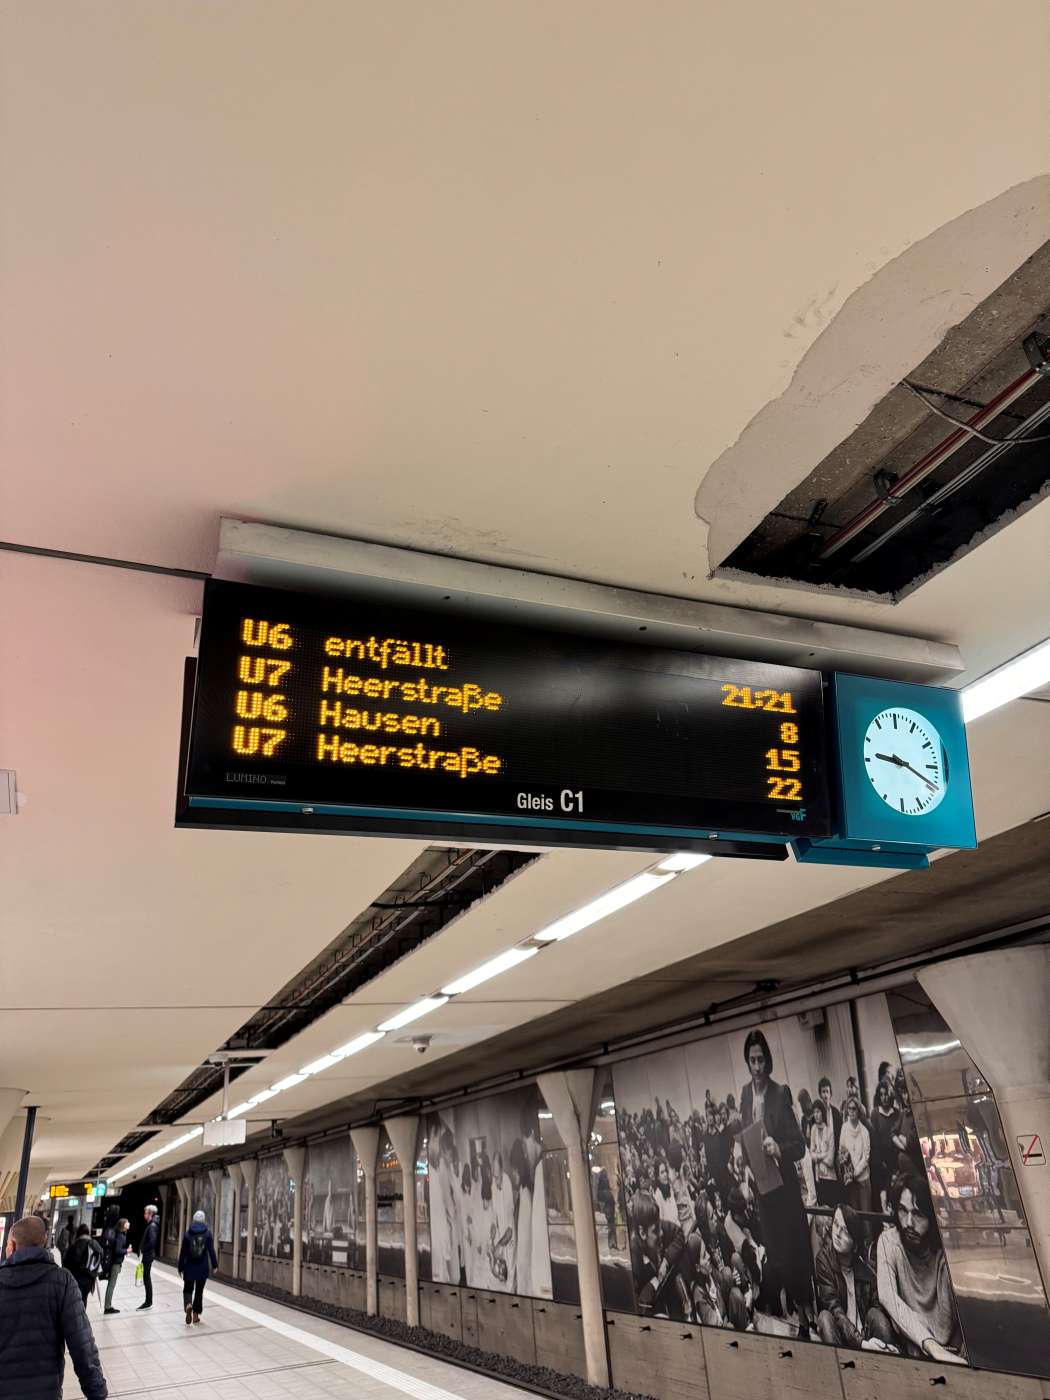 U6 entfällt 21:21
U7 Heerstraße 8
U6 Hausen 15
U7 Heerstraße 22
LUMINO
Gleis C1
VGF